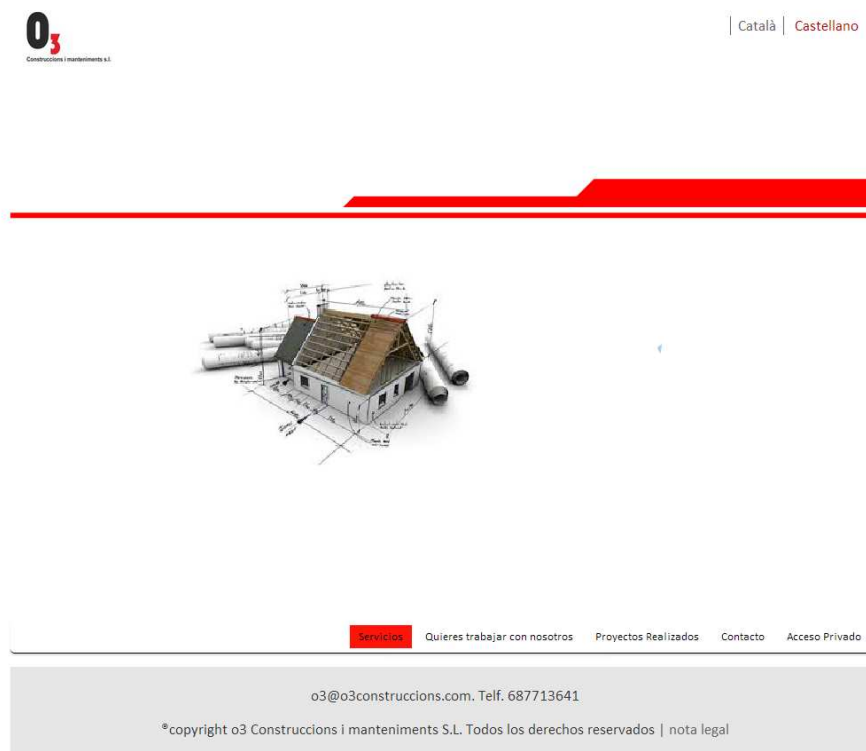 O3
Construccions i manteniments s.l.
| Català | Castellano
Servicios Quieres trabajar con nosotros Proyectos Realizados Contacto Acceso Privado
o3@o3construccions.com. Telf. 687713641
®copyright o3 Construccions i manteniments S.L. Todos los derechos reservados | nota legal